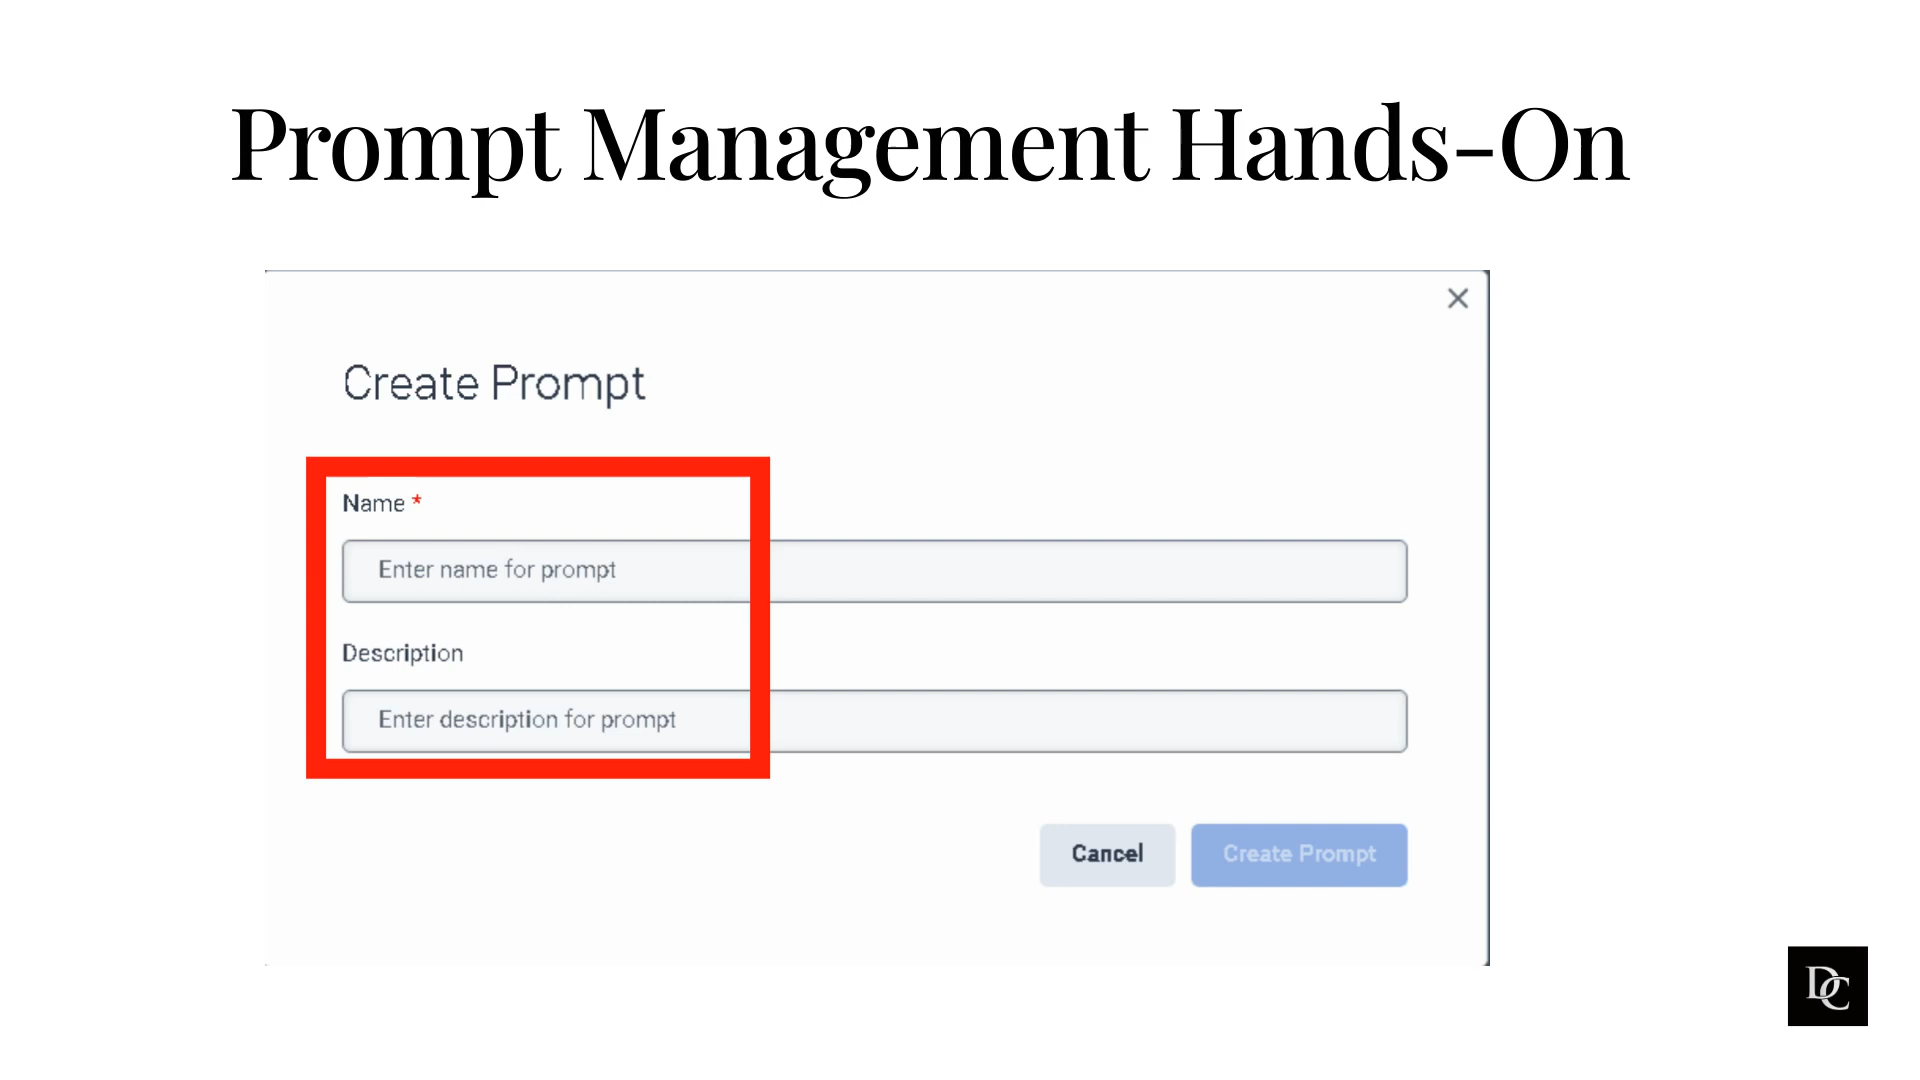 Prompt Management Hands-On
Create Prompt
Name *
Enter name for prompt
Description
Enter description for prompt
Cancel
Create Prompt
DC